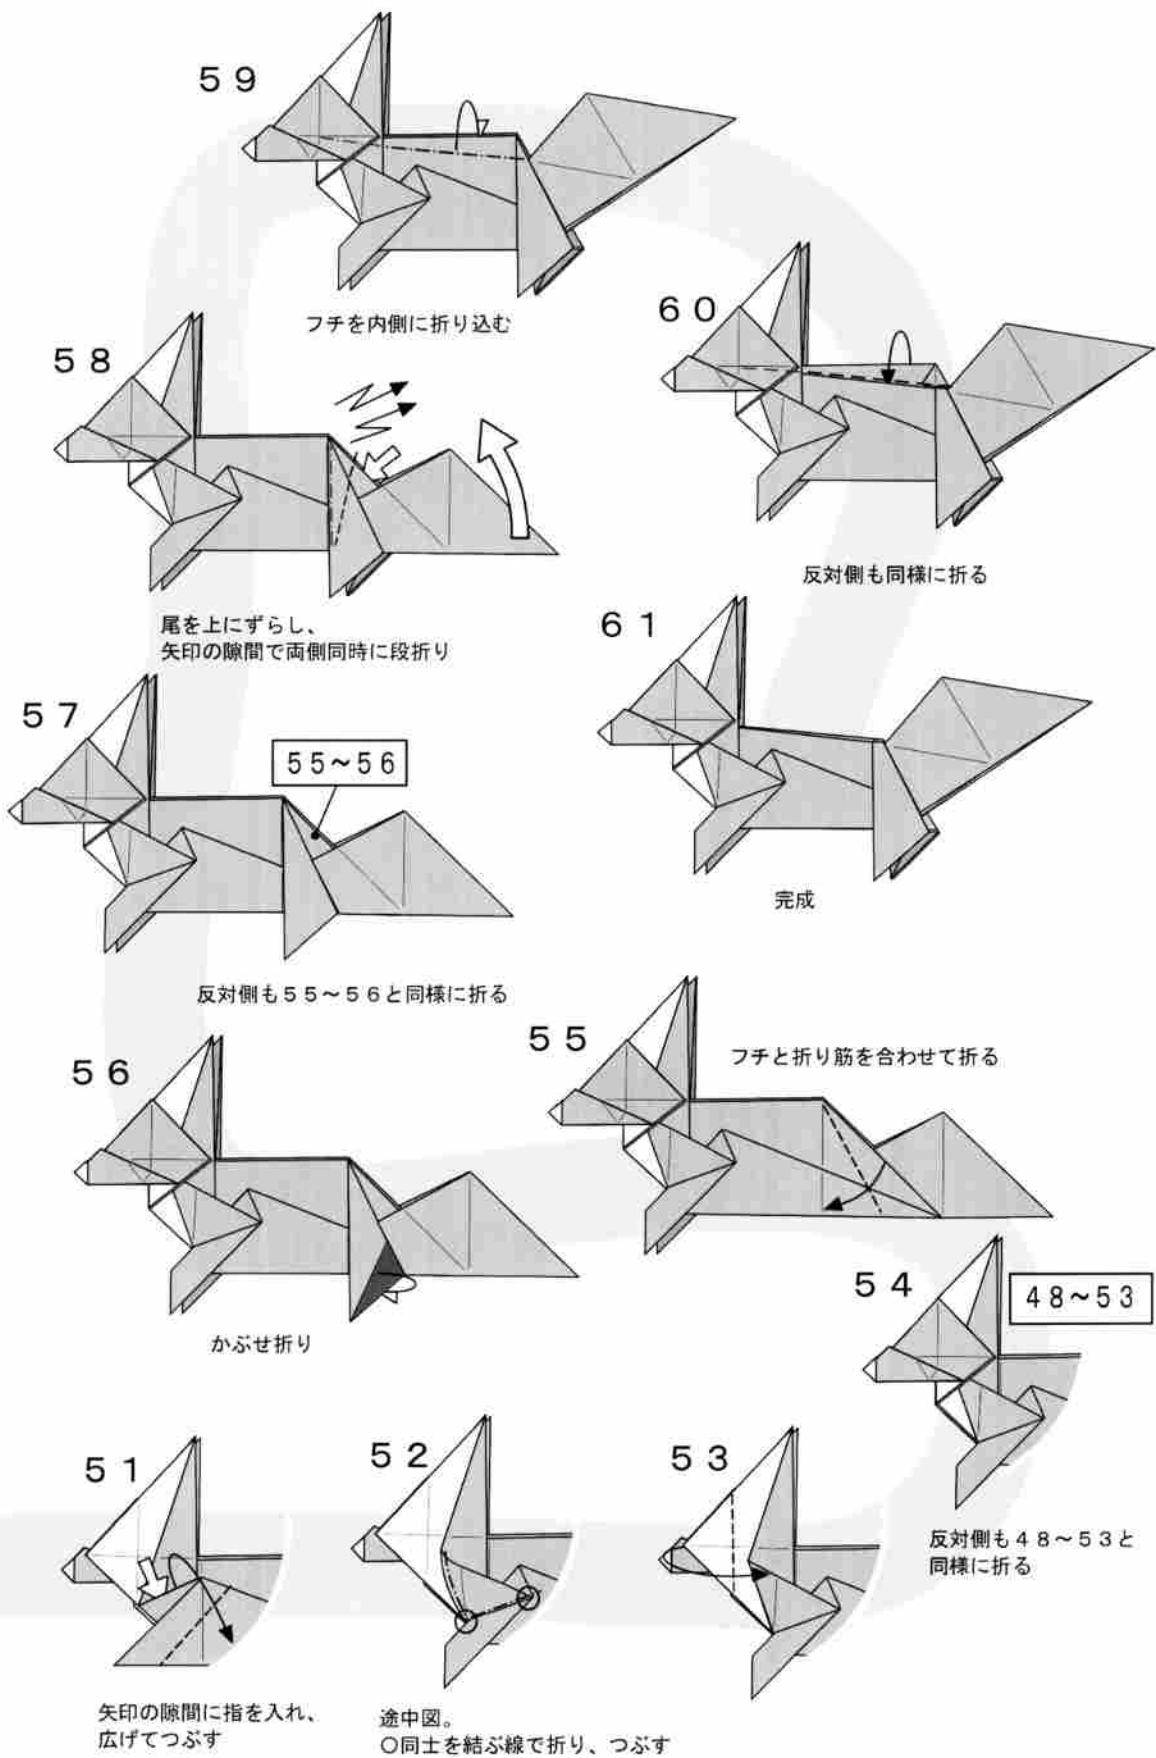 59
フチを内側に折り込む
60
反対側も同様に折る
58
尾を上にずらし、
矢印の隙間で両側同時に段折り
61
完成
57
55~56
反対側も55~56と同様に折る
56
かぶせ折り
55
フチと折り筋を合わせて折る
54
48~53
反対側も48~53と
同様に折る
51
矢印の隙間に指を入れ、
広げてつぶす
52
途中図。
○同士を結ぶ線で折り、つぶす
53